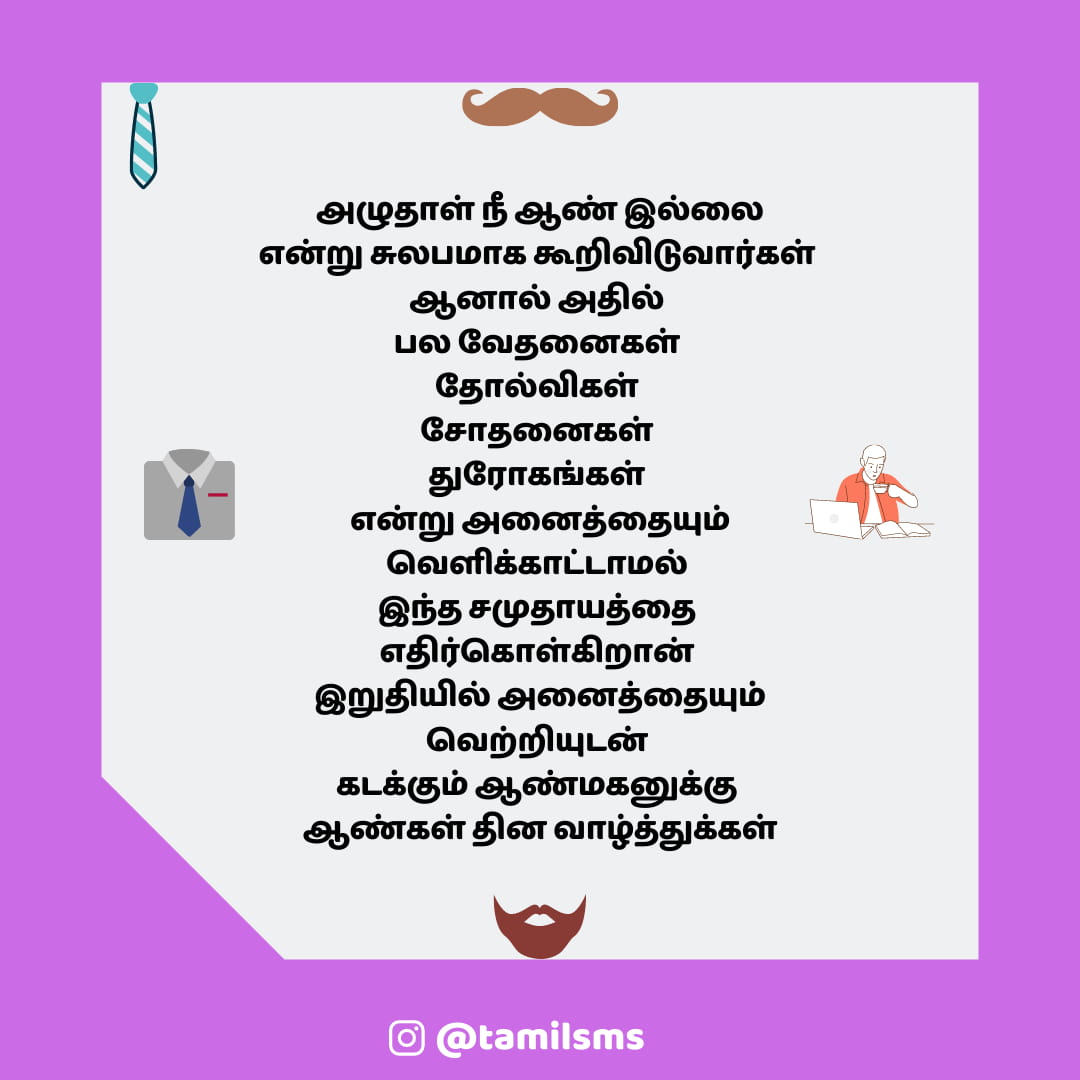 அழுதாள் நீ ஆண் இல்லை
என்று சுலபமாக கூறிவிடுவார்கள்
ஆனால் அதில்
பல வேதனைகள்
தோல்விகள்
சோதனைகள்
துரோகங்கள்
என்று அனைத்தையும்
வெளிக்காட்டாமல்
இந்த சமுதாயத்தை
எதிர்கொள்கிறான்
இறுதியில் அனைத்தையும்
வெற்றியுடன்
கடக்கும் ஆண்மகனுக்கு
ஆண்கள் தின வாழ்த்துக்கள்
@tamilsms